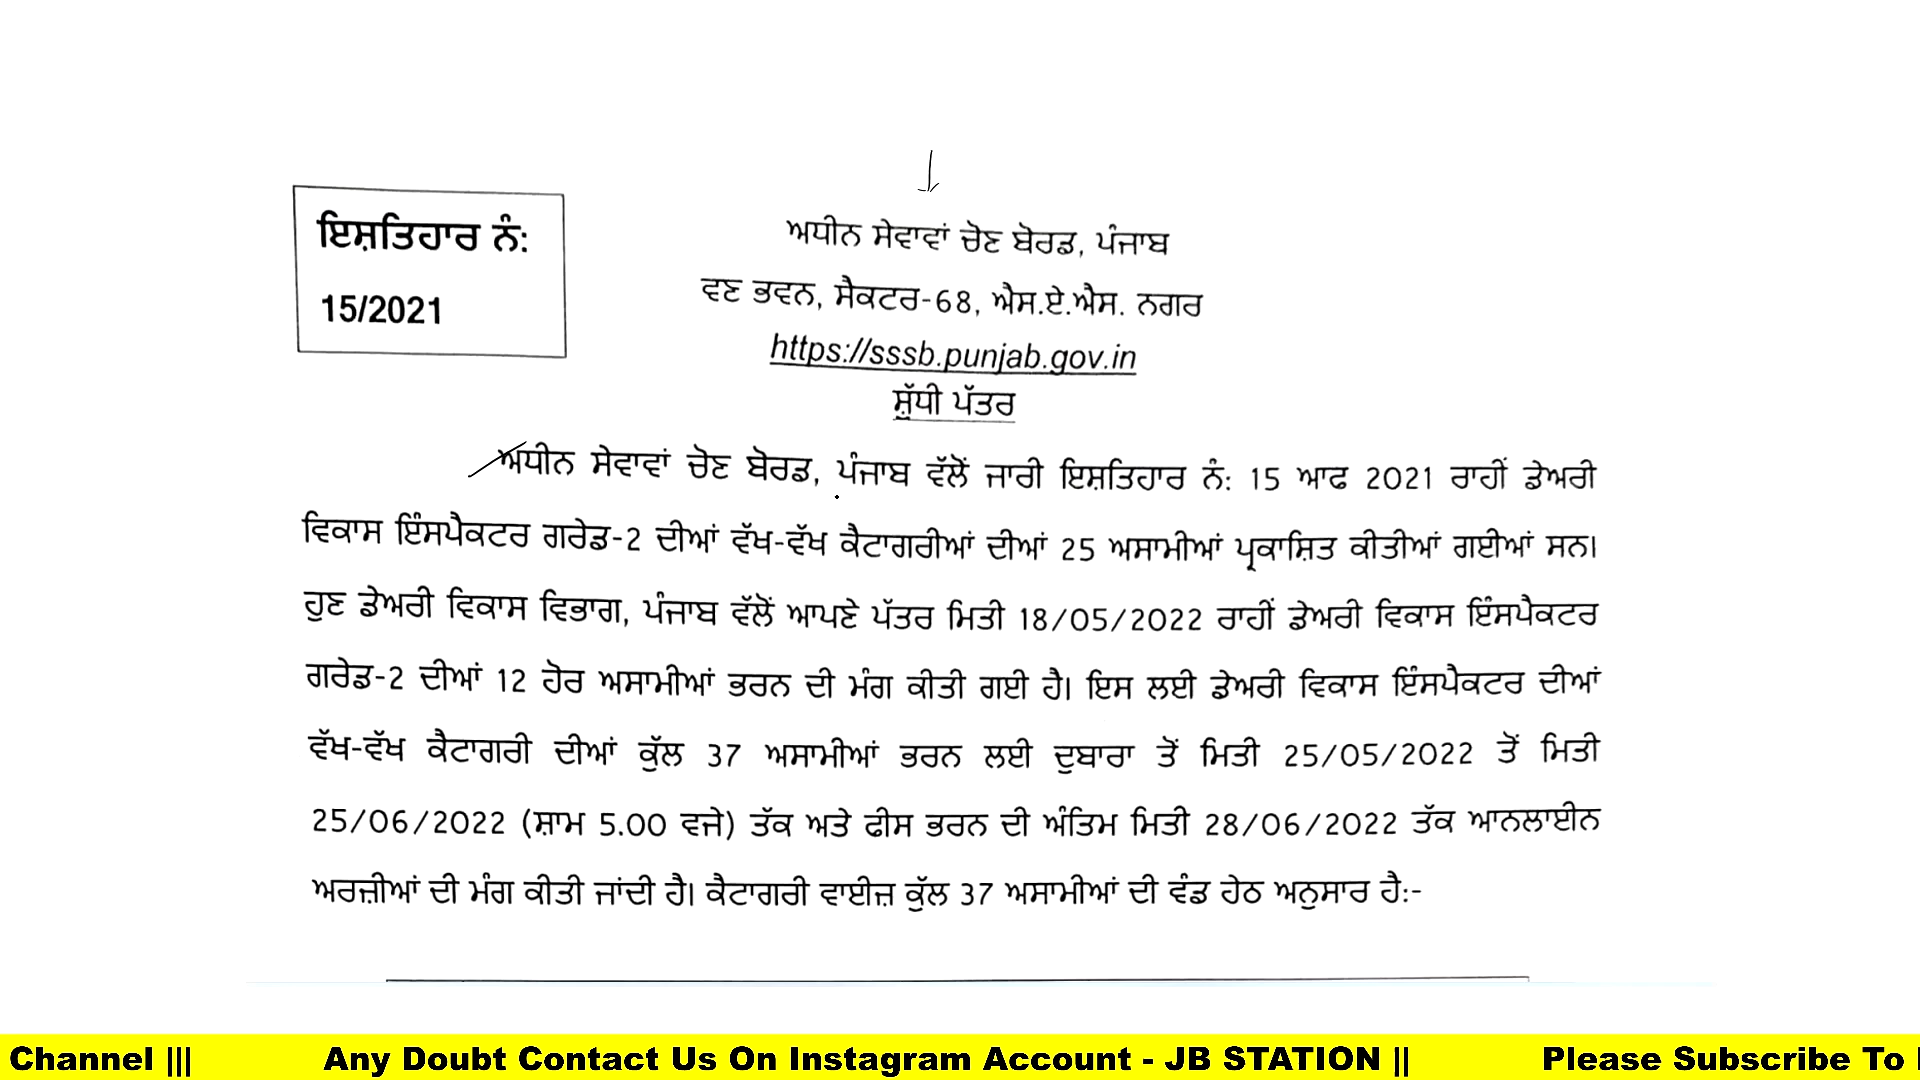 ਇਸ਼ਤਿਹਾਰ ਨੰ:
15/2021
ਅਧੀਨ ਸੇਵਾਵਾਂ ਚੋਣ ਬੋਰਡ, ਪੰਜਾਬ
ਵਣ ਭਵਨ, ਸੈਕਟਰ-68, ਐਸ.ਏ.ਐਸ. ਨਗਰ
https://sssb.punjab.gov.in
ਸ਼ੁੱਧੀ ਪੱਤਰ
ਅਧੀਨ ਸੇਵਾਵਾਂ ਚੋਣ ਬੋਰਡ, ਪੰਜਾਬ ਵੱਲੋਂ ਜਾਰੀ ਇਸ਼ਤਿਹਾਰ ਨੰ: 15 ਆਫ 2021 ਰਾਹੀਂ ਡੇਅਰੀ
ਵਿਕਾਸ ਇੰਸਪੈਕਟਰ ਗਰੇਡ-2 ਦੀਆਂ ਵੱਖ-ਵੱਖ ਕੈਟਾਗਰੀਆਂ ਦੀਆਂ 25 ਅਸਾਮੀਆਂ ਪ੍ਰਕਾਸ਼ਿਤ ਕੀਤੀਆਂ ਗਈਆਂ ਸਨ।
ਹੁਣ ਡੇਅਰੀ ਵਿਕਾਸ ਵਿਭਾਗ, ਪੰਜਾਬ ਵੱਲੋਂ ਆਪਣੇ ਪੱਤਰ ਮਿਤੀ 18/05/2022 ਰਾਹੀਂ ਡੇਅਰੀ ਵਿਕਾਸ ਇੰਸਪੈਕਟਰ
ਗਰੇਡ-2 ਦੀਆਂ 12 ਹੋਰ ਅਸਾਮੀਆਂ ਭਰਨ ਦੀ ਮੰਗ ਕੀਤੀ ਗਈ ਹੈ। ਇਸ ਲਈ ਡੇਅਰੀ ਵਿਕਾਸ ਇੰਸਪੈਕਟਰ ਦੀਆਂ
ਵੱਖ-ਵੱਖ ਕੈਟਾਗਰੀ ਦੀਆਂ ਕੁੱਲ 37 ਅਸਾਮੀਆਂ ਭਰਨ ਲਈ ਦੁਬਾਰਾ ਤੋਂ ਮਿਤੀ 25/05/2022 ਤੋਂ ਮਿਤੀ
25/06/2022 (ਸ਼ਾਮ 5.00 ਵਜੇ) ਤੱਕ ਅਤੇ ਫੀਸ ਭਰਨ ਦੀ ਅੰਤਿਮ ਮਿਤੀ 28/06/2022 ਤੱਕ ਆਨਲਾਈਨ
ਅਰਜ਼ੀਆਂ ਦੀ ਮੰਗ ਕੀਤੀ ਜਾਂਦੀ ਹੈ। ਕੈਟਾਗਰੀ ਵਾਈਜ਼ ਕੁੱਲ 37 ਅਸਾਮੀਆਂ ਦੀ ਵੰਡ ਹੇਠ ਅਨੁਸਾਰ ਹੈ:-
Channel ||| Any Doubt Contact Us On Instagram Account - JB STATION || Please Subscribe To